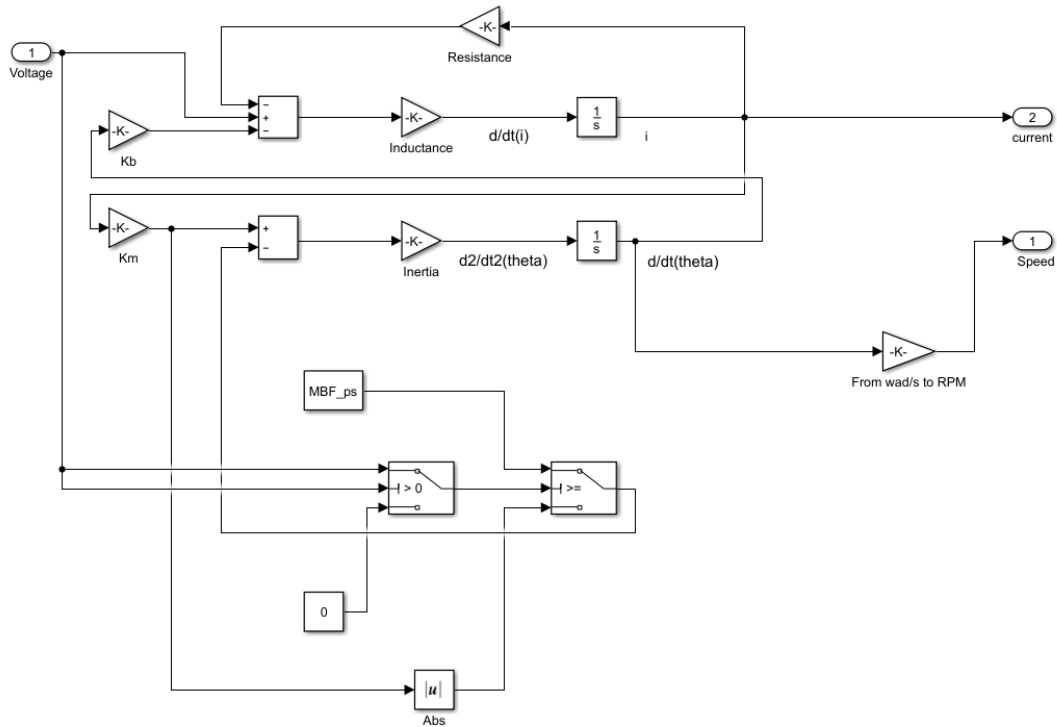 -K-
Resistance
1
Voltage
−
+
−
-K-
Kb
-K-
Inductance
d/dt(i)
1
s
i
2
current
-K-
Km
+
−
-K-
Inertia
d2/dt2(theta)
1
s
d/dt(theta)
1
Speed
-K-
From wad/s to RPM
MBF_ps
> 0
>=
0
|u|
Abs